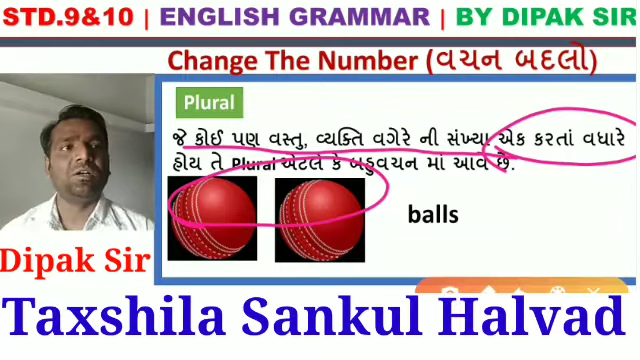 STD.9&10 | ENGLISH GRAMMAR | BY DIPAK SIR
Change The Number (વચન બદલો)
Plural
જે કોઈ પણ વસ્તુ, વ્યક્તિ વગેરે ની સંખ્યા એક કરતાં વધારે
હોય તે Plural એટલે કે બહુવચન માં આવે છે.
balls
Dipak Sir
Taxshila Sankul Halvad